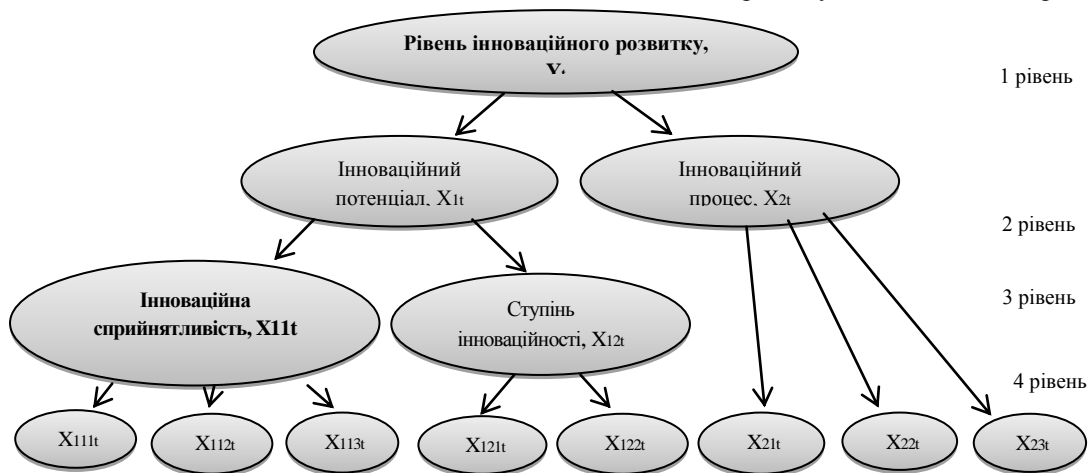 Рівень інноваційного розвитку,
1 рівень
Інноваційний
потенціал, X1t
Інноваційний
процес, X2t
2 рівень
Інноваційна
сприйнятливість, X11t
Ступінь
інноваційності, X12t
3 рівень
4 рівень
X111t
X112t
X113t
X121t
X122t
X21t
X22t
X23t